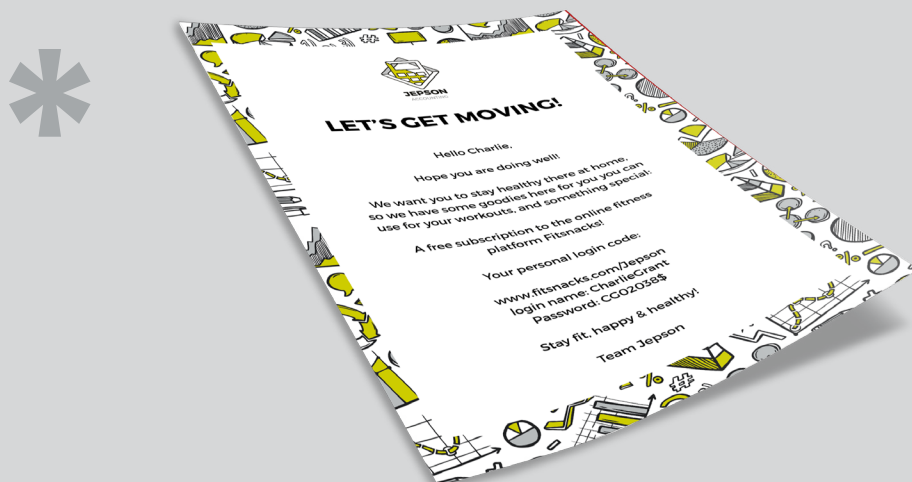 JEPSON
ACCOUNTING
LET'S GET MOVING!
Hello Charlie,
Hope you are doing well!
We want you to stay healthy there at home,
so we have some goodies here for you you can
use for your workouts, and something special:
A free subscription to the online fitness
platform Fitsnacks!
Your personal login code:
www.fitsnacks.com/Jepson
login name: CharlieGrant
Password: CGO2038$
Stay fit, happy & healthy!
Team Jepson